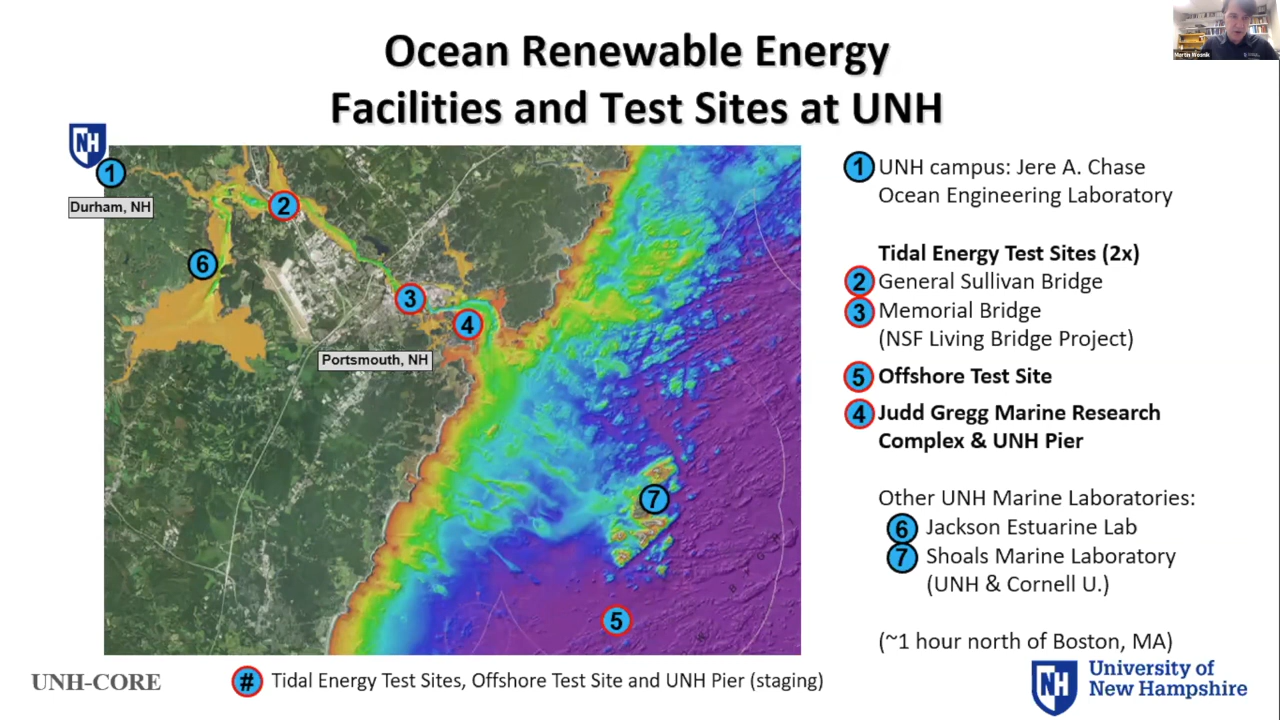 Martin Wosnik
Ocean Renewable Energy
Facilities and Test Sites at UNH
NH
1
Durham, NH
2
6
3
4
Portsmouth, NH
7
5
1 UNH campus: Jere A. Chase
Ocean Engineering Laboratory
Tidal Energy Test Sites (2x)
2 General Sullivan Bridge
3 Memorial Bridge
(NSF Living Bridge Project)
5 Offshore Test Site
4 Judd Gregg Marine Research
Complex & UNH Pier
Other UNH Marine Laboratories:
6 Jackson Estuarine Lab
7 Shoals Marine Laboratory
(UNH & Cornell U.)
(~1 hour north of Boston, MA)
UNH-CORE
# Tidal Energy Test Sites, Offshore Test Site and UNH Pier (staging)
NH University of
New Hampshire